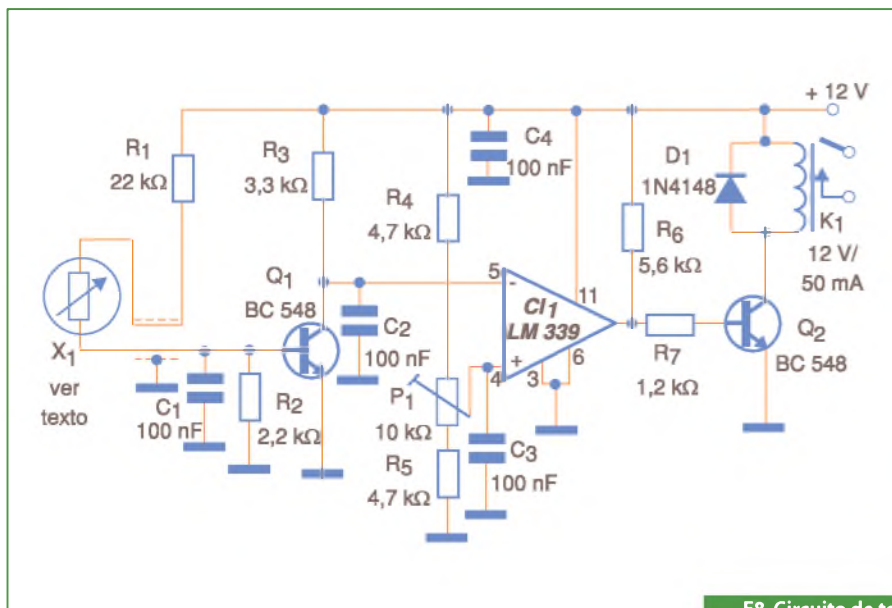 + 12 V
R1
22 kΩ
R3
3,3 kΩ
C4
100 nF
D1
1N4148
R4
4,7 kΩ
R6
5,6 kΩ
K1
12 V/
50 mA
Q1
BC 548
5
-
11
CI1
LM 339
+
4
3
6
X1
ver
texto
C2
100 nF
R7
1,2 kΩ
Q2
BC 548
P1
10 kΩ
C1
100 nF
R2
2,2 kΩ
C3
100 nF
R5
4,7 kΩ
58. Circuito de